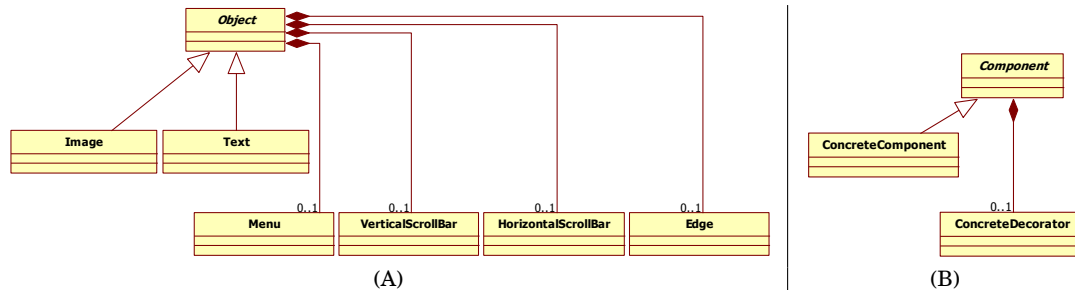 Object
Component
Image
Text
ConcreteComponent
0..1
0..1
0..1
0..1
0..1
Menu
VerticalScrollBar
HorizontalScrollBar
Edge
ConcreteDecorator
(A)
(B)